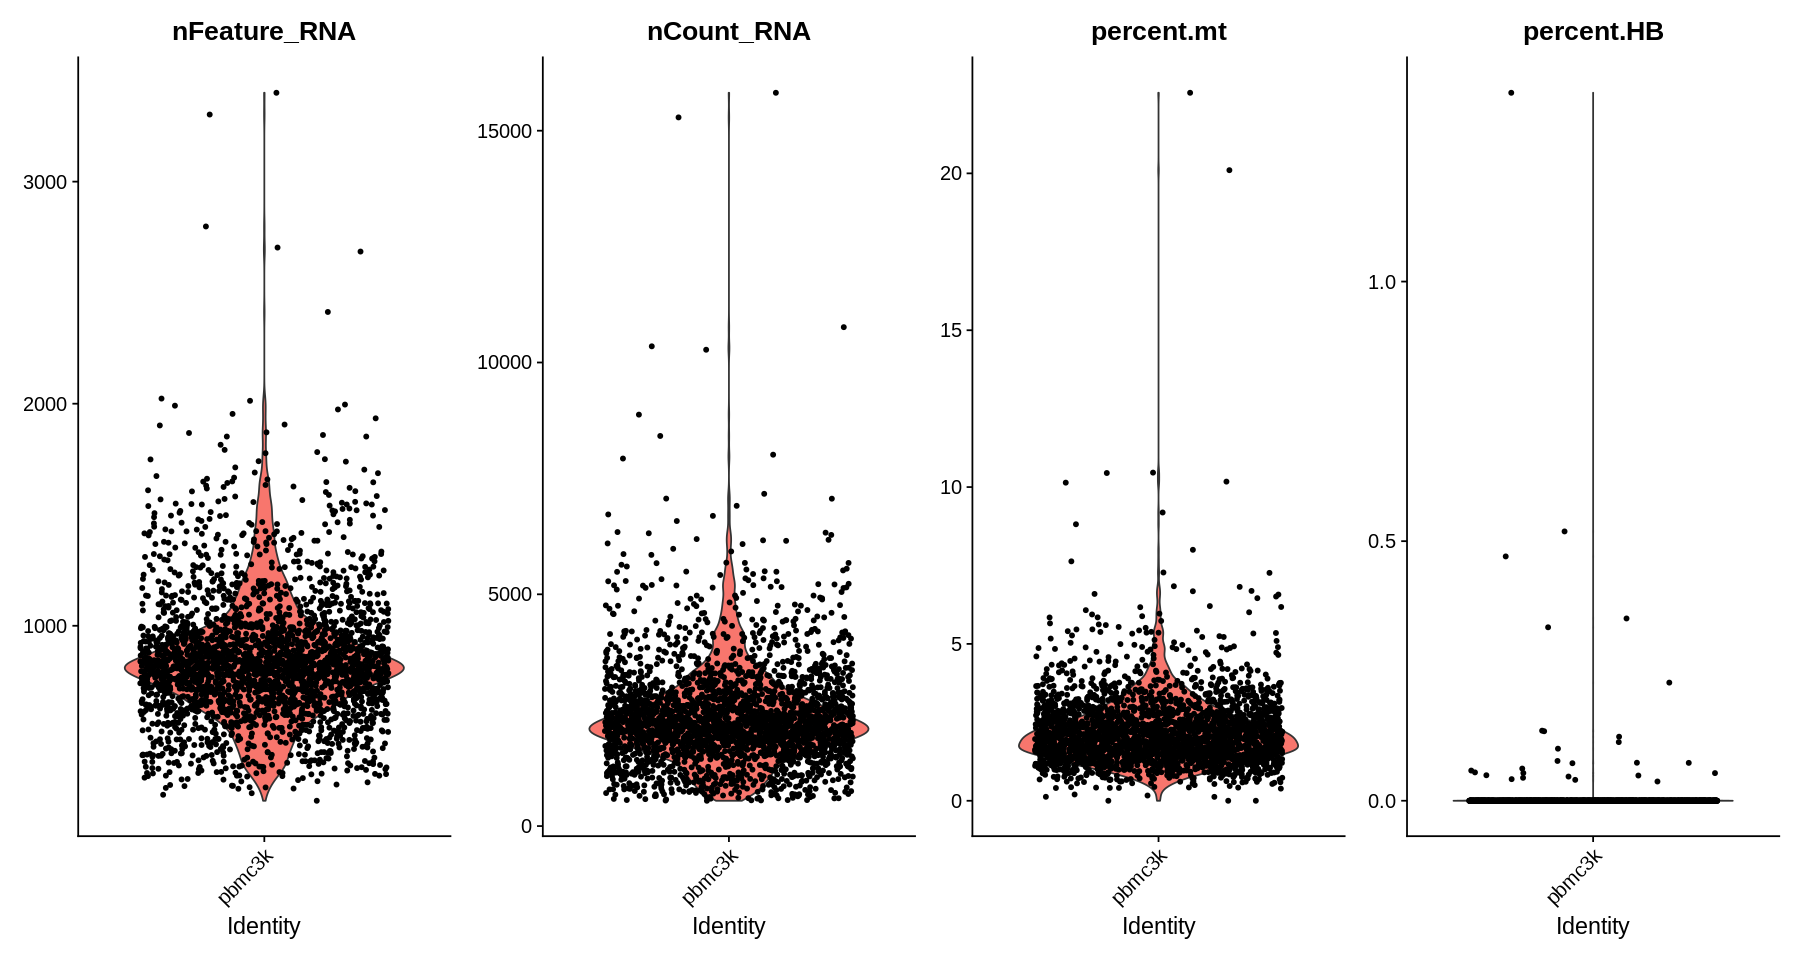 nFeature_RNA
nCount_RNA
percent.mt
percent.HB
3000
2000
1000
pbmc3k
Identity
15000
10000
5000
0
pbmc3k
Identity
20
15
10
5
0
pbmc3k
Identity
1.0
0.5
0.0
pbmc3k
Identity